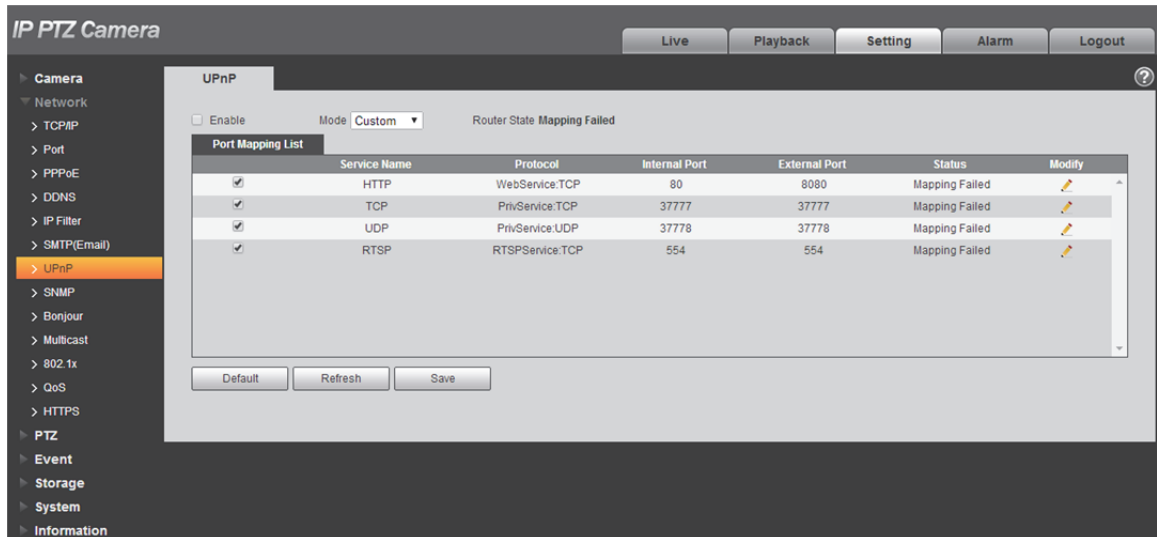 IP PTZ Camera
Live Playback Setting Alarm Logout
Camera
Network
> TCP/IP
> Port
> PPPoE
> DDNS
> IP Filter
> SMTP(Email)
> UPnP
> SNMP
> Bonjour
> Multicast
> 802.1x
> QoS
> HTTPS
PTZ
Event
Storage
System
Information
UPnP ?
Enable Mode Custom Router State Mapping Failed
Port Mapping List
Service Name Protocol Internal Port External Port Status Modify
HTTP WebService:TCP 80 8080 Mapping Failed
TCP PrivService:TCP 37777 37777 Mapping Failed
UDP PrivService:UDP 37778 37778 Mapping Failed
RTSP RTSPService:TCP 554 554 Mapping Failed
Default Refresh Save